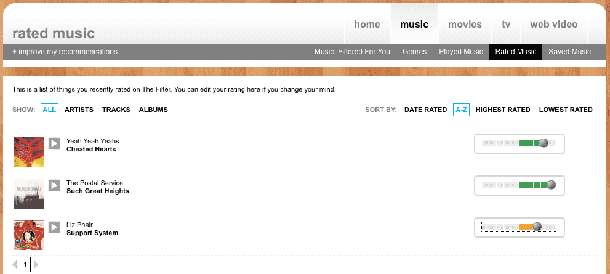 home music movies tv web video
rated music
+ improve my recommendations Music Filtered For You Genres Played Music Rated Music Saved Music
This is a list of things you recently rated on The Filter. You can edit your rating here if you change your mind.
SHOW: ALL ARTISTS TRACKS ALBUMS SORT BY: DATE RATED A-Z HIGHEST RATED LOWEST RATED
Yeah Yeah Yeahs
Cheated Hearts
The Postal Service
Such Great Heights
Liz Phair
Support System
1